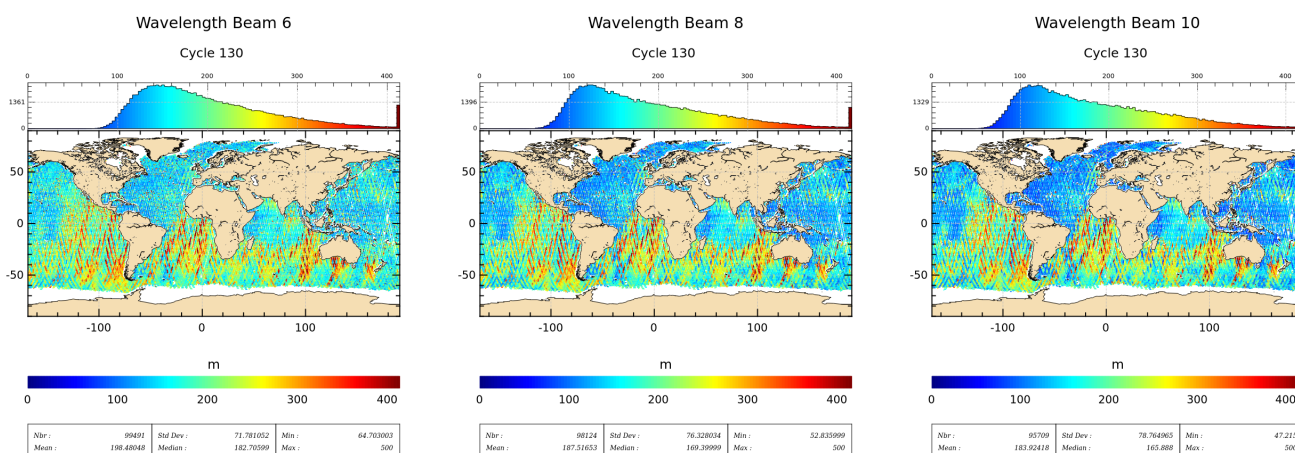 Wavelength Beam 6
Cycle 130
0 100 200 300 400
1361
0
50
0
-50
-100 0 100
m
0 100 200 300 400
Nbr : 99491 Std Dev : 71.781052 Min : 64.703003
Mean : 198.48048 Median : 182.70599 Max : 500
Wavelength Beam 8
Cycle 130
0 100 200 300 400
1396
0
50
0
-50
-100 0 100
m
0 100 200 300 400
Nbr : 98124 Std Dev : 76.328034 Min : 52.835999
Mean : 187.51653 Median : 169.39999 Max : 500
Wavelength Beam 10
Cycle 130
0 100 200 300 400
1329
0
50
0
-50
-100 0 100
m
0 100 200 300 400
Nbr : 95709 Std Dev : 78.764965 Min : 47.215
Mean : 183.92418 Median : 165.888 Max : 500